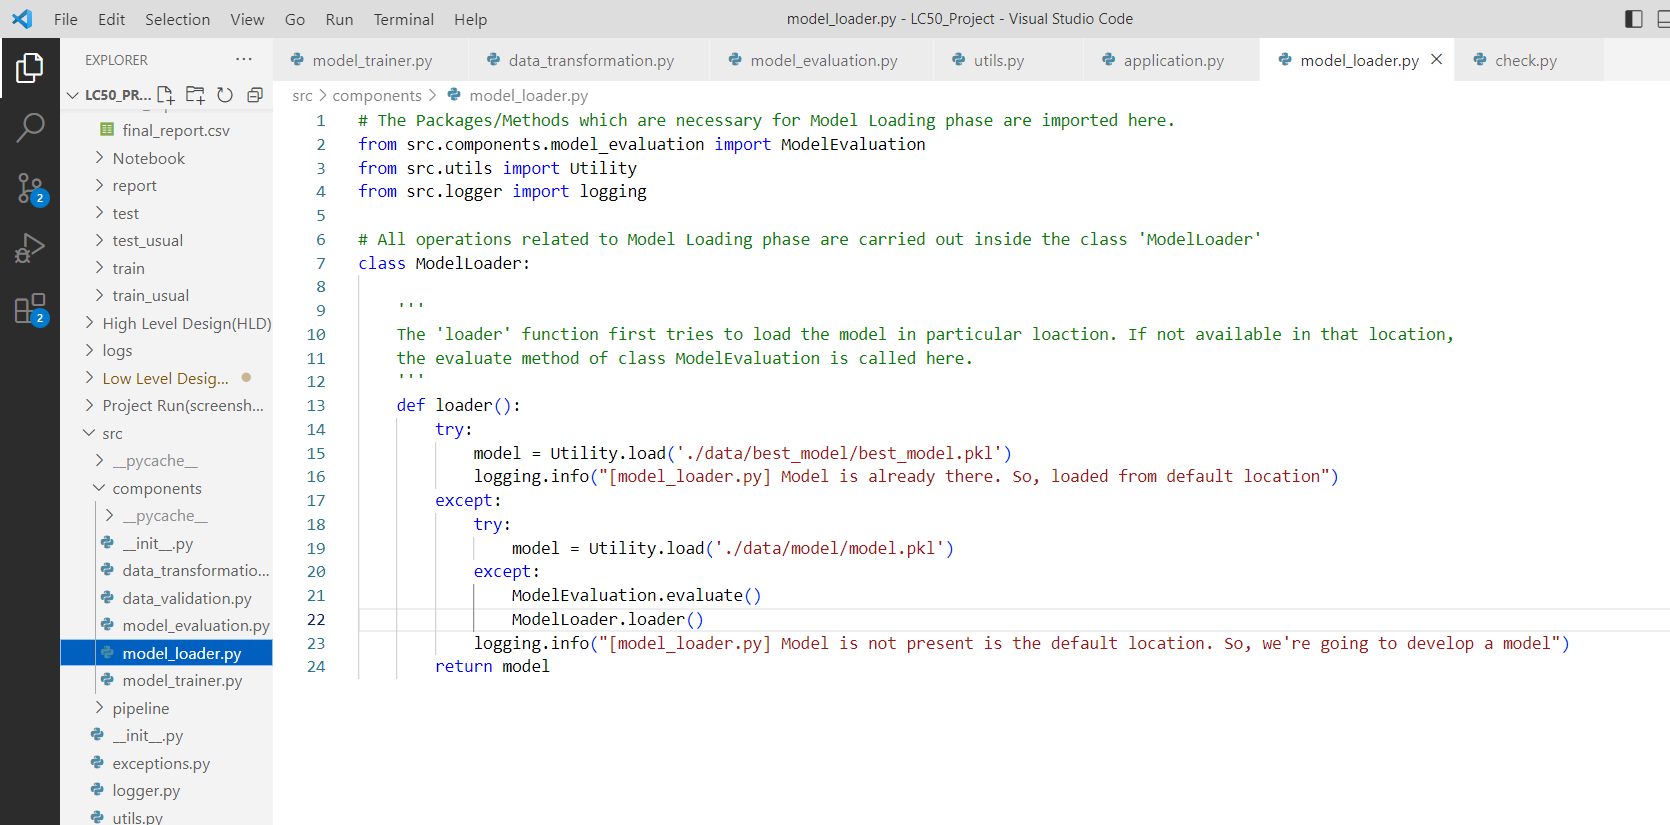 File Edit Selection View Go Run Terminal Help
model_loader.py - LC50_Project - Visual Studio Code
EXPLORER ...
model_trainer.py data_transformation.py model_evaluation.py utils.py application.py model_loader.py check.py
LC50_PR...
src > components > model_loader.py
final_report.csv
Notebook
report
test
test_usual
train
train_usual
High Level Design(HLD)
logs
Low Level Desig...
Project Run(screensh...
src
__pycache__
components
__pycache__
__init__.py
data_transformatio...
data_validation.py
model_evaluation.py
model_loader.py
model_trainer.py
pipeline
__init__.py
exceptions.py
logger.py
utils.py
2
2
1 # The Packages/Methods which are necessary for Model Loading phase are imported here.
2 from src.components.model_evaluation import ModelEvaluation
3 from src.utils import Utility
4 from src.logger import logging
5
6 # All operations related to Model Loading phase are carried out inside the class 'ModelLoader'
7 class ModelLoader:
8
9 '''
10 The 'loader' function first tries to load the model in particular loaction. If not available in that location,
11 the evaluate method of class ModelEvaluation is called here.
12 '''
13 def loader():
14 try:
15 model = Utility.load('./data/best_model/best_model.pkl')
16 logging.info("[model_loader.py] Model is already there. So, loaded from default location")
17 except:
18 try:
19 model = Utility.load('./data/model/model.pkl')
20 except:
21 ModelEvaluation.evaluate()
22 ModelLoader.loader()
23 logging.info("[model_loader.py] Model is not present is the default location. So, we're going to develop a model")
24 return model